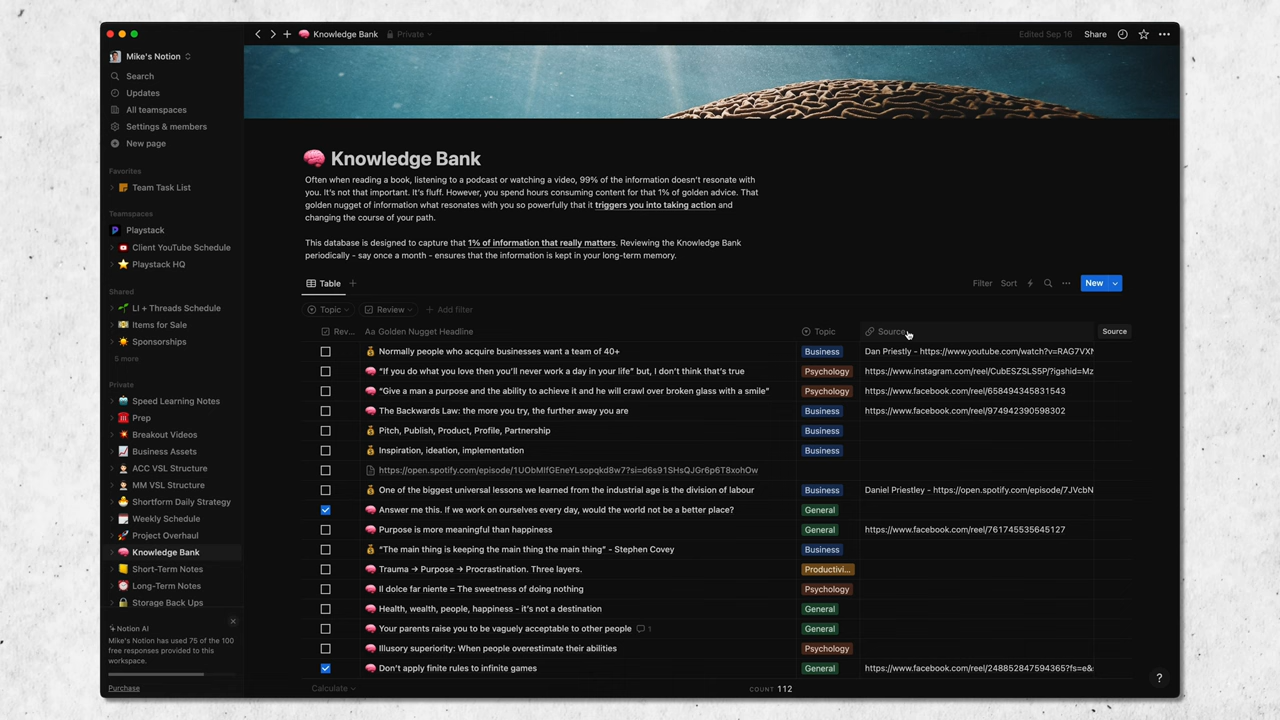 Mike's Notion
Search
Updates
All teamspaces
Settings & members
New page
Favorites
Team Task List
Teamspaces
Playstack
Client YouTube Schedule
Playstack HQ
Shared
LI + Threads Schedule
Items for Sale
Sponsorships
5 more
Private
Speed Learning Notes
Prep
Breakout Videos
Business Assets
ACC VSL Structure
MM VSL Structure
Shortform Daily Strategy
Weekly Schedule
Project Overhaul
Knowledge Bank
Short-Term Notes
Long-Term Notes
Storage Back Ups
Notion AI
Mike's Notion has used 75 of the 100
free responses provided to this
workspace.
Purchase
Knowledge Bank Private Edited Sep 16 Share
Knowledge Bank
Often when reading a book, listening to a podcast or watching a video, 99% of the information doesn't resonate with
you. It's not that important. It's fluff. However, you spend hours consuming content for that 1% of golden advice. That
golden nugget of information what resonates with you so powerfully that it triggers you into taking action and
changing the course of your path.
This database is designed to capture that 1% of information that really matters. Reviewing the Knowledge Bank
periodically - say once a month - ensures that the information is kept in your long-term memory.
Table Filter Sort New
Topic Review Add filter
Rev... Aa Golden Nugget Headline Topic Source Source
Normally people who acquire businesses want a team of 40+ Business Dan Priestly - https://www.youtube.com/watch?v=RAG7VXN
"If you do what you love then you'll never work a day in your life" but, I don't think that's true Psychology https://www.instagram.com/reel/CubESZSLS5P/?igshid=Mz
"Give a man a purpose and the ability to achieve it and he will crawl over broken glass with a smile" Psychology https://www.facebook.com/reel/658494345831543
The Backwards Law: the more you try, the further away you are Business https://www.facebook.com/reel/974942390598302
Pitch, Publish, Product, Profile, Partnership Business
Inspiration, ideation, implementation Business
https://open.spotify.com/episode/1UObMIfGEneYLsopqkd8w7?si=d6s91SHsQJGr6p6T8xohOw
One of the biggest universal lessons we learned from the industrial age is the division of labour Business Daniel Priestley - https://open.spotify.com/episode/7JVcbN
Answer me this. If we work on ourselves every day, would the world not be a better place? General
Purpose is more meaningful than happiness General https://www.facebook.com/reel/761745535645127
"The main thing is keeping the main thing the main thing" - Stephen Covey Business
Trauma → Purpose → Procrastination. Three layers. Productivi...
Il dolce far niente = The sweetness of doing nothing Psychology
Health, wealth, people, happiness - it's not a destination General
Your parents raise you to be vaguely acceptable to other people 1 General
Illusory superiority: When people overestimate their abilities Psychology
Don't apply finite rules to infinite games General https://www.facebook.com/reel/248852847594365?fs=e&
Calculate COUNT 112
?